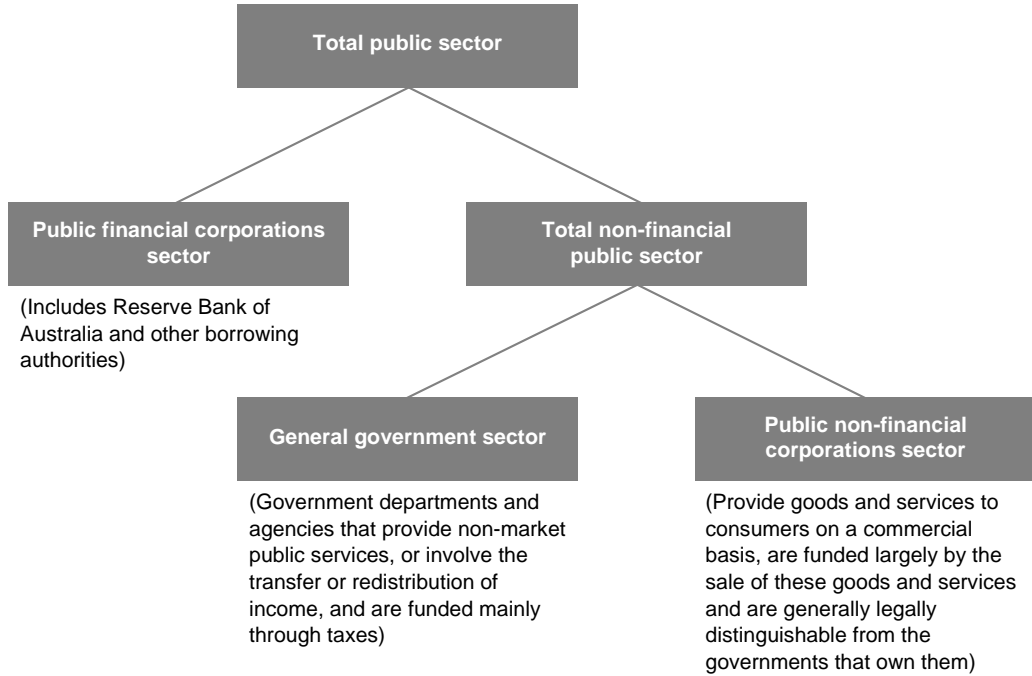 Total public sector
Public financial corporations
sector
Total non-financial
public sector
(Includes Reserve Bank of
Australia and other borrowing
authorities)
General government sector
Public non-financial
corporations sector
(Government departments and
agencies that provide non-market
public services, or involve the
transfer or redistribution of
income, and are funded mainly
through taxes)
(Provide goods and services to
consumers on a commercial
basis, are funded largely by the
sale of these goods and services
and are generally legally
distinguishable from the
governments that own them)